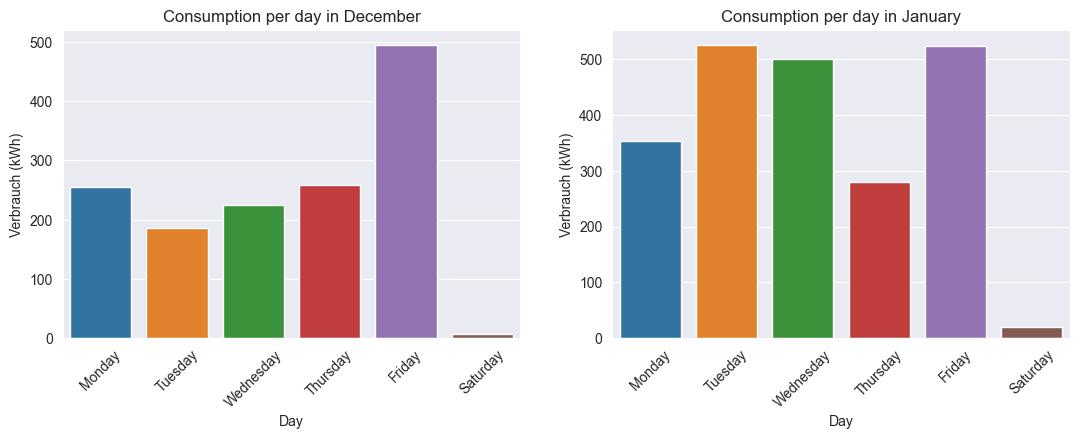 Consumption per day in December
500
400
300
200
100
0
Verbrauch (kWh)
Monday
Tuesday
Wednesday
Thursday
Friday
Saturday
Day
Consumption per day in January
500
400
300
200
100
0
Verbrauch (kWh)
Monday
Tuesday
Wednesday
Thursday
Friday
Saturday
Day